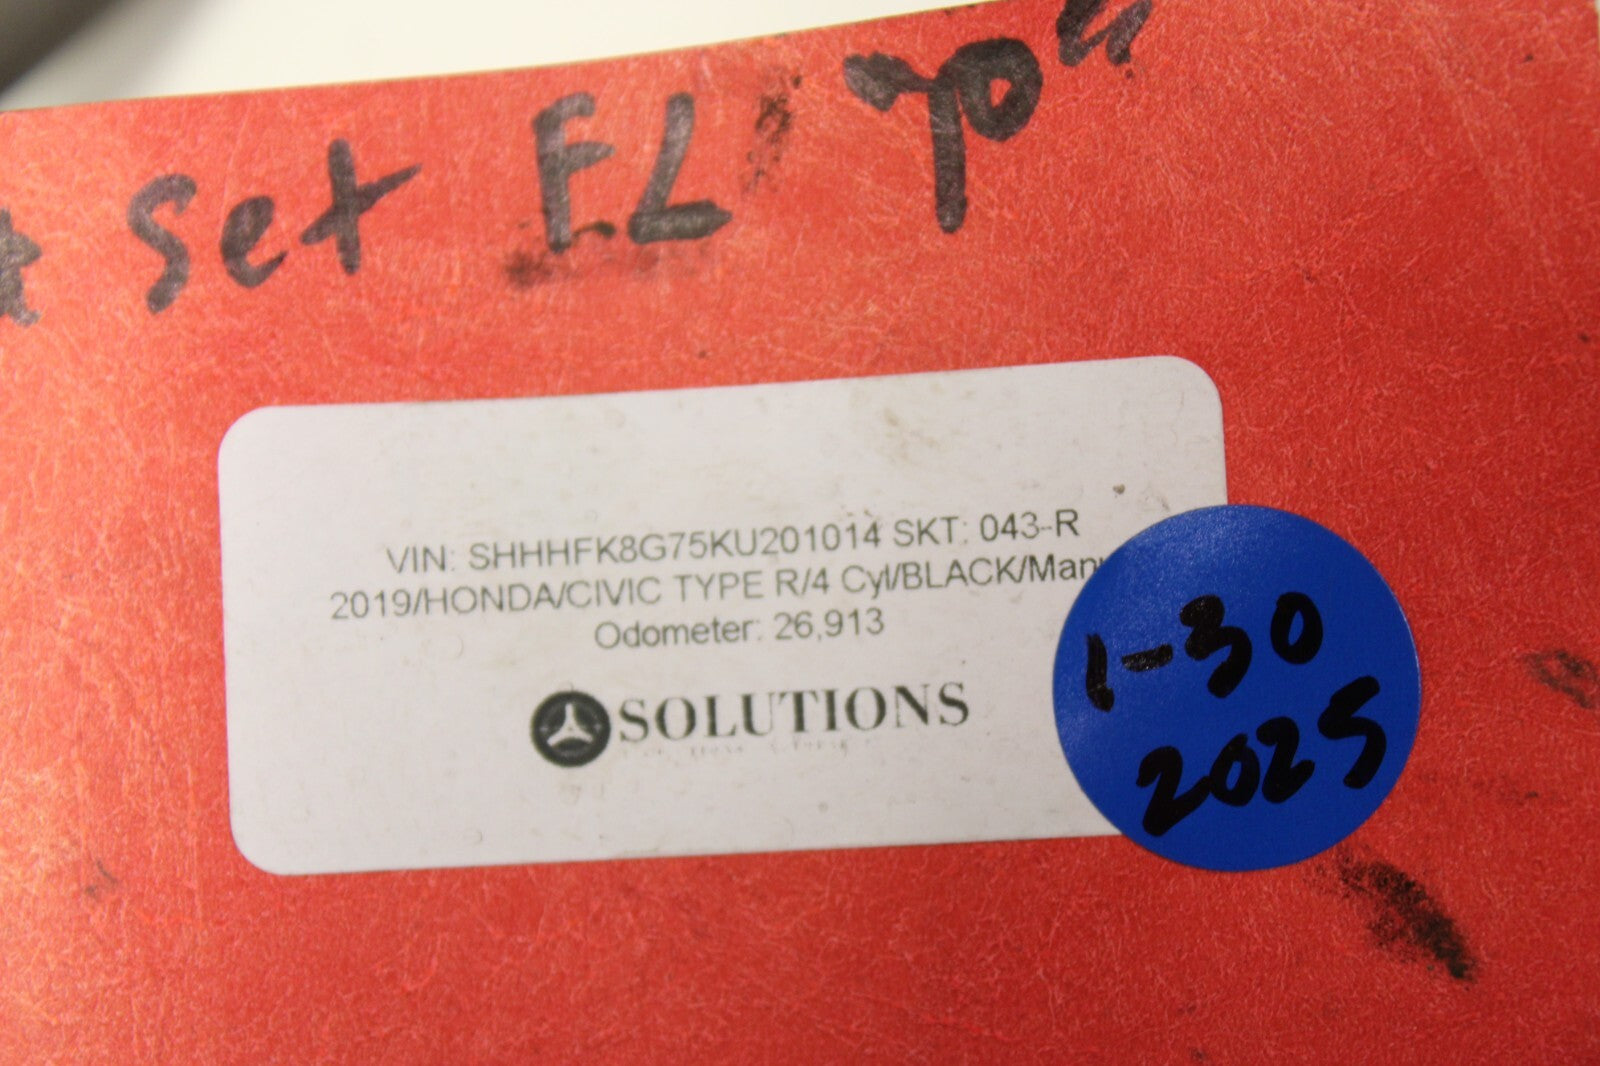 Set FL
VIN: SHHHFK8G75KU201014 SKT: 043-R
2019/HONDA/CIVIC TYPE R/4 Cyl/BLACK/Manu
Odometer: 26,913
SOLUTIONS
1-30
2025